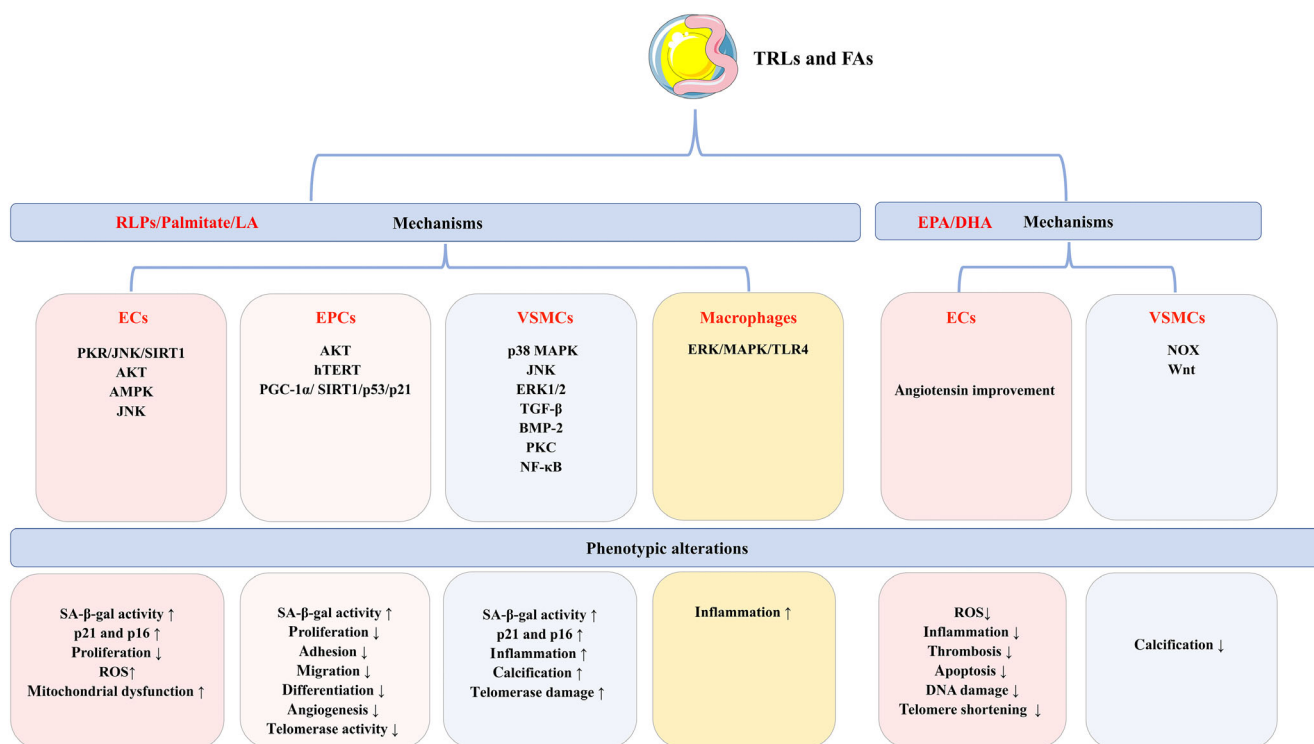 TRLs and FAs
RLPs/Palmitate/LA Mechanisms
EPA/DHA Mechanisms
ECs
PKR/JNK/SIRT1
AKT
AMPK
JNK
EPCs
AKT
hTERT
PGC-1α/ SIRT1/p53/p21
VSMCs
p38 MAPK
JNK
ERK1/2
TGF-β
BMP-2
PKC
NF-κB
Macrophages
ERK/MAPK/TLR4
ECs
Angiotensin improvement
VSMCs
NOX
Wnt
Phenotypic alterations
SA-β-gal activity ↑
p21 and p16 ↑
Proliferation ↓
ROS↑
Mitochondrial dysfunction ↑
SA-β-gal activity ↑
Proliferation ↓
Adhesion ↓
Migration ↓
Differentiation ↓
Angiogenesis ↓
Telomerase activity ↓
SA-β-gal activity ↑
p21 and p16 ↑
Inflammation ↑
Calcification ↑
Telomerase damage ↑
Inflammation ↑
ROS↓
Inflammation ↓
Thrombosis ↓
Apoptosis ↓
DNA damage ↓
Telomere shortening ↓
Calcification ↓